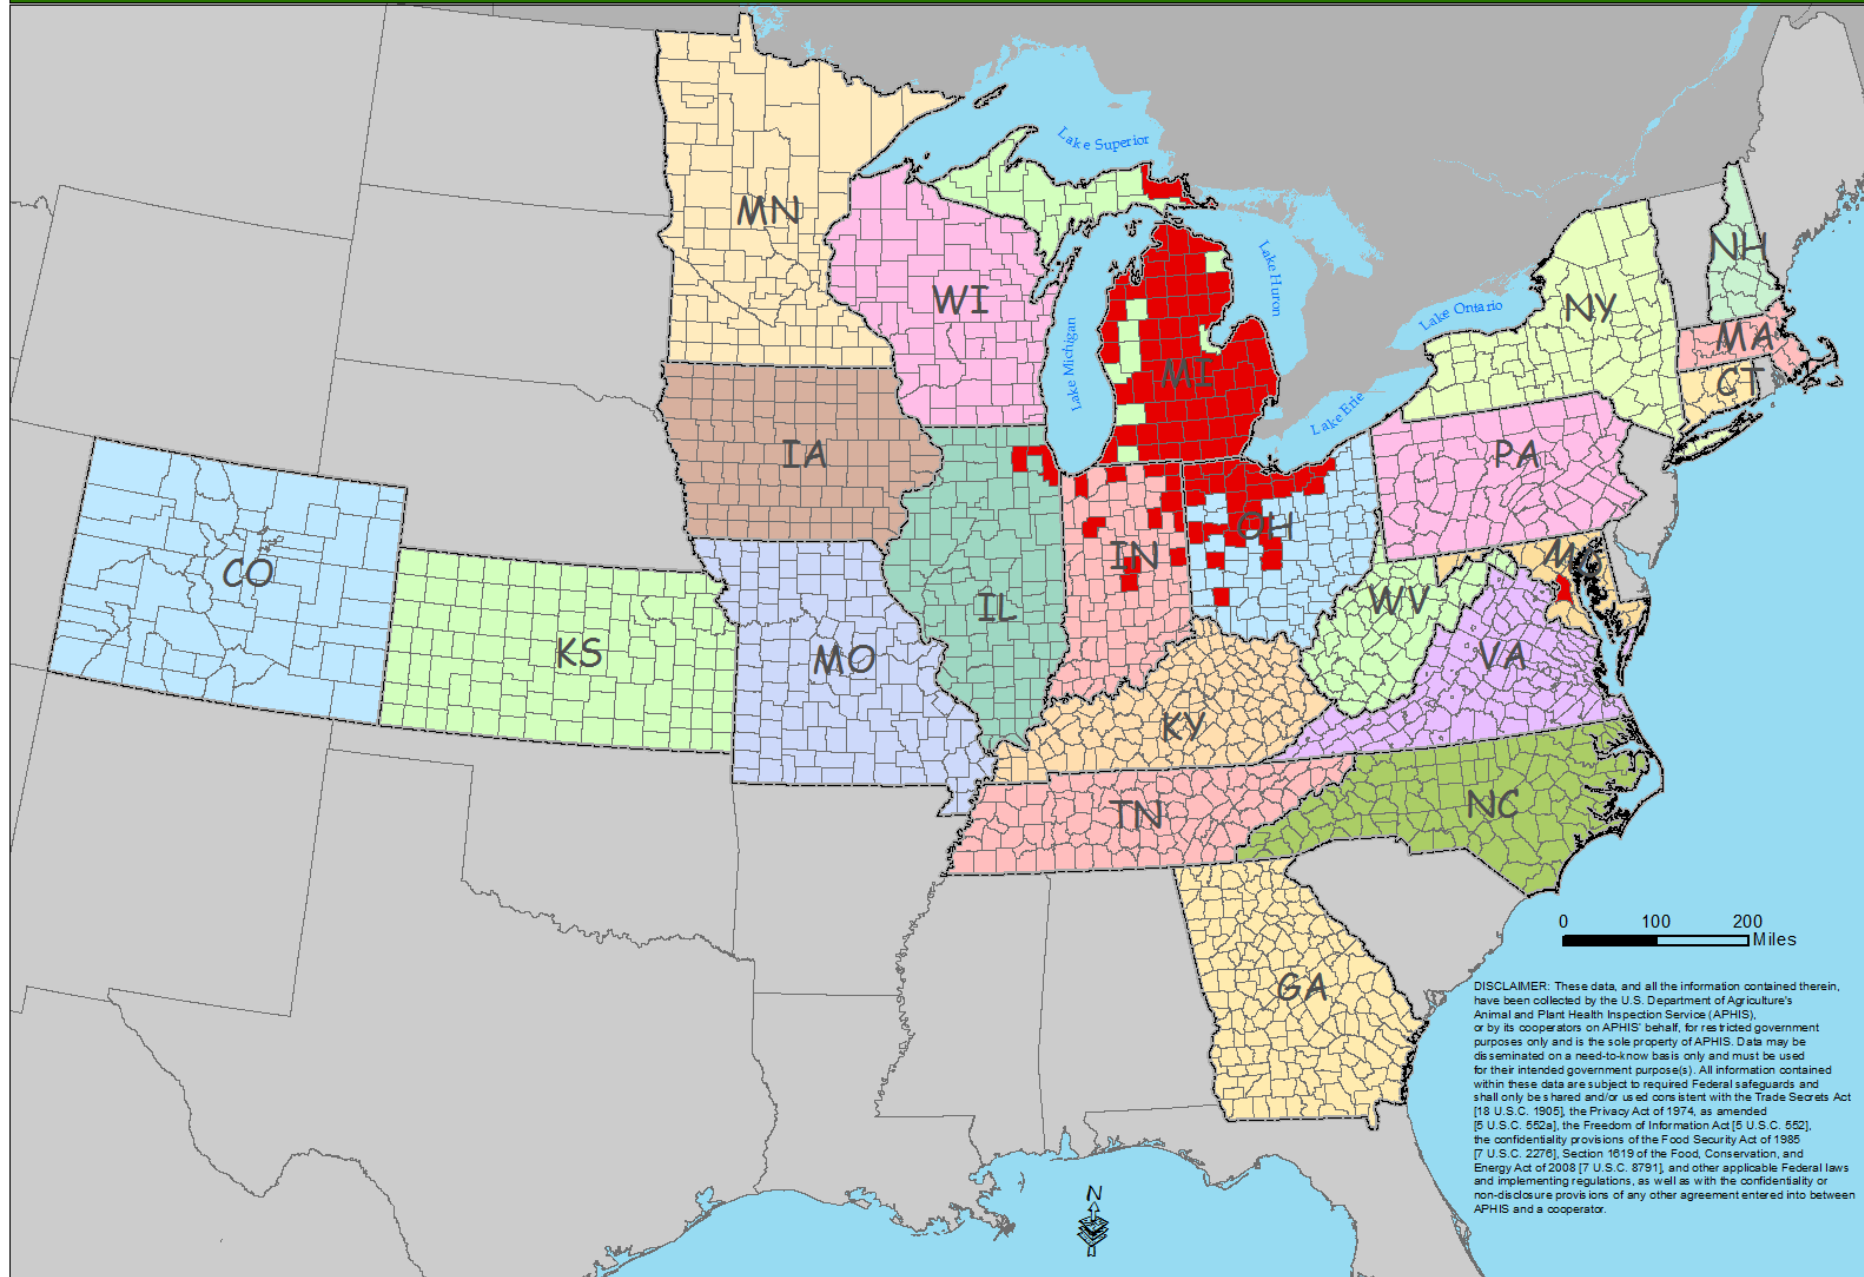 Lake Superior
MN
NH
WI
Lake Huron
NY
Lake Ontario
Lake Michigan
MA
MI
CT
Lake Erie
IA
PA
OH
IN
MD
CO
WV
IL
KS
MO
VA
KY
TN
NC
0 100 200
Miles
GA
DISCLAIMER: These data, and all the information contained therein,
have been collected by the U.S. Department of Agriculture's
Animal and Plant Health Inspection Service (APHIS),
or by its cooperators on APHIS' behalf, for restricted government
purposes only and is the sole property of APHIS. Data may be
disseminated on a need-to-know basis only and must be used
for their intended government purpose(s). All information contained
within these data are subject to required Federal safeguards and
shall only be shared and/or used consistent with the Trade Secrets Act
[18 U.S.C. 1905], the Privacy Act of 1974, as amended
[5 U.S.C. 552a], the Freedom of Information Act [5 U.S.C. 552],
the confidentiality provisions of the Food Security Act of 1985
[7 U.S.C. 2276], Section 1619 of the Food, Conservation, and
Energy Act of 2008 [7 U.S.C. 8791], and other applicable Federal laws
and implementing regulations, as well as with the confidentiality or
non-disclosure provisions of any other agreement entered into between
APHIS and a cooperator.
N